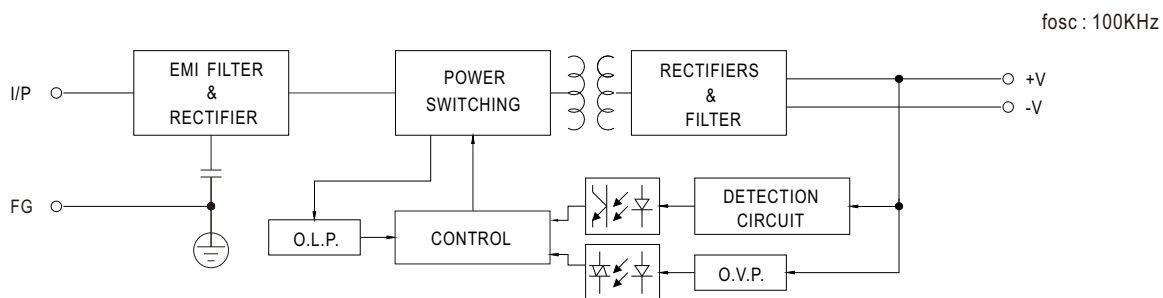 fosc : 100KHz
EMI FILTER
&
RECTIFIER
POWER
SWITCHING
RECTIFIERS
&
FILTER
I/P
+V
-V
DETECTION
CIRCUIT
FG
O.L.P.
CONTROL
O.V.P.